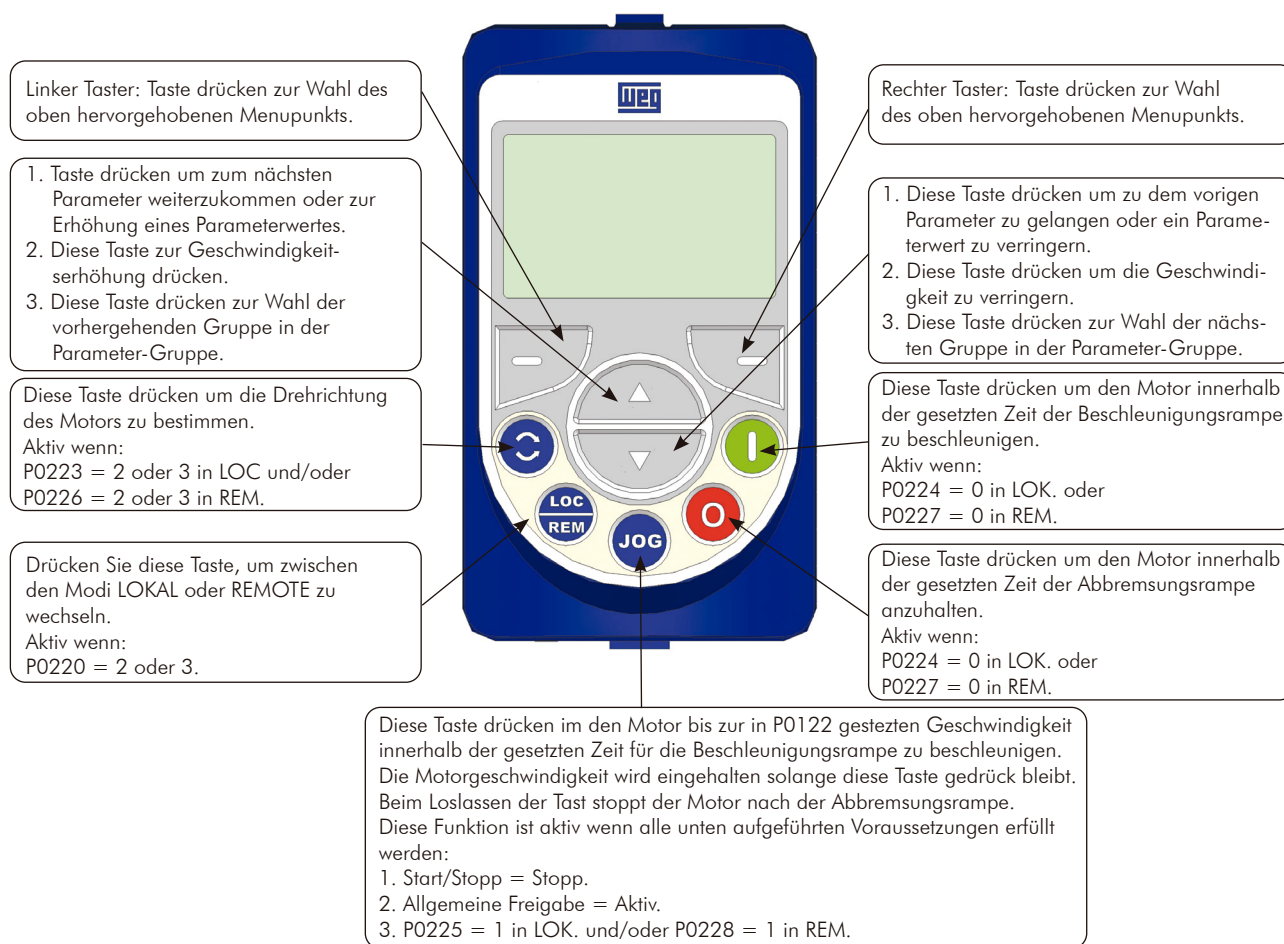 weg
Linker Taster: Taste drücken zur Wahl des
oben hervorgehobenen Menupunkts.
Rechter Taster: Taste drücken zur Wahl
des oben hervorgehobenen Menupunkts.
1. Taste drücken um zum nächsten
Parameter weiterzukommen oder zur
Erhöhung eines Parameterwertes.
2. Diese Taste zur Geschwindigkeit-
serhöhung drücken.
3. Diese Taste drücken zur Wahl der
vorhergehenden Gruppe in der
Parameter-Gruppe.
1. Diese Taste drücken um zu dem vorigen
Parameter zu gelangen oder ein Parame-
terwert zu verringern.
2. Diese Taste drücken um die Geschwindi-
gkeit zu verringern.
3. Diese Taste drücken zur Wahl der nächs-
ten Gruppe in der Parameter-Gruppe.
Diese Taste drücken um die Drehrichtung
des Motors zu bestimmen.
Aktiv wenn:
P0223 = 2 oder 3 in LOC und/oder
P0226 = 2 oder 3 in REM.
Diese Taste drücken um den Motor innerhalb
der gesetzten Zeit der Beschleunigungsrampe
zu beschleunigen.
Aktiv wenn:
P0224 = 0 in LOK. oder
P0227 = 0 in REM.
LOC
REM
JOG
Drücken Sie diese Taste, um zwischen
den Modi LOKAL oder REMOTE zu
wechseln.
Aktiv wenn:
P0220 = 2 oder 3.
Diese Taste drücken um den Motor innerhalb
der gesetzten Zeit der Abbremsungsrampe
anzuhalten.
Aktiv wenn:
P0224 = 0 in LOK. oder
P0227 = 0 in REM.
Diese Taste drücken im den Motor bis zur in P0122 gestezten Geschwindigkeit
innerhalb der gesetzten Zeit für die Beschleunigungsrampe zu beschleunigen.
Die Motorgeschwindigkeit wird eingehalten solange diese Taste gedrück bleibt.
Beim Loslassen der Tast stoppt der Motor nach der Abbremsungsrampe.
Diese Funktion ist aktiv wenn alle unten aufgeführten Voraussetzungen erfüllt
werden:
1. Start/Stopp = Stopp.
2. Allgemeine Freigabe = Aktiv.
3. P0225 = 1 in LOK. und/oder P0228 = 1 in REM.